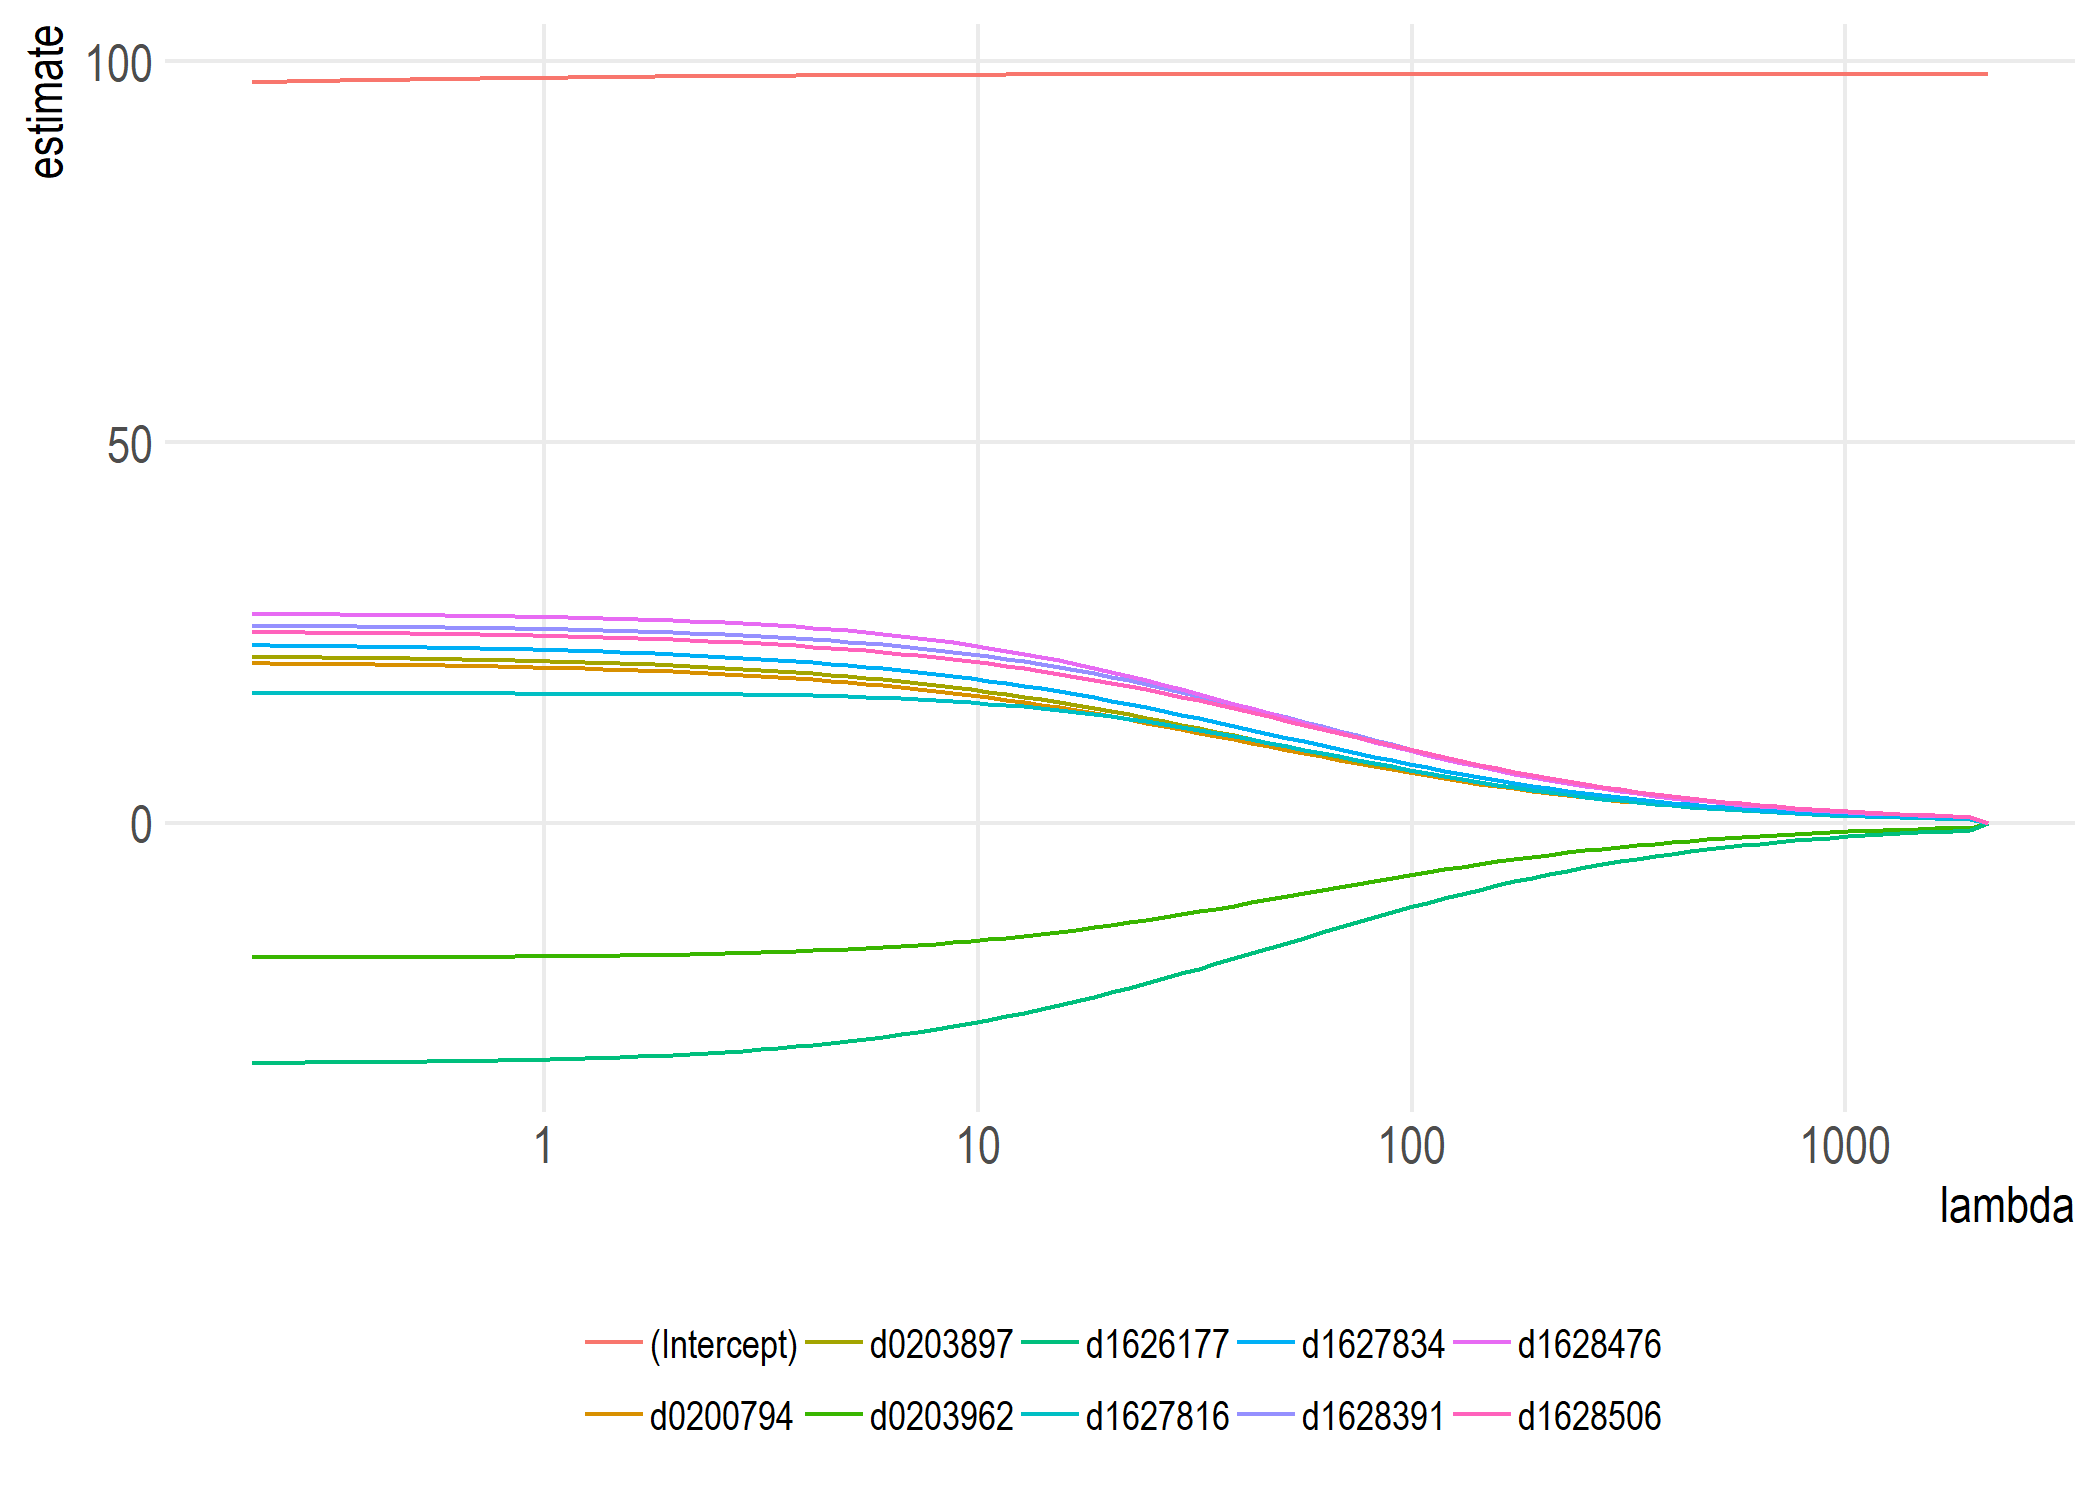 estimate
100
50
0
1 10 100 1000
lambda
(Intercept) d0203897 d1626177 d1627834 d1628476
d0200794 d0203962 d1627816 d1628391 d1628506